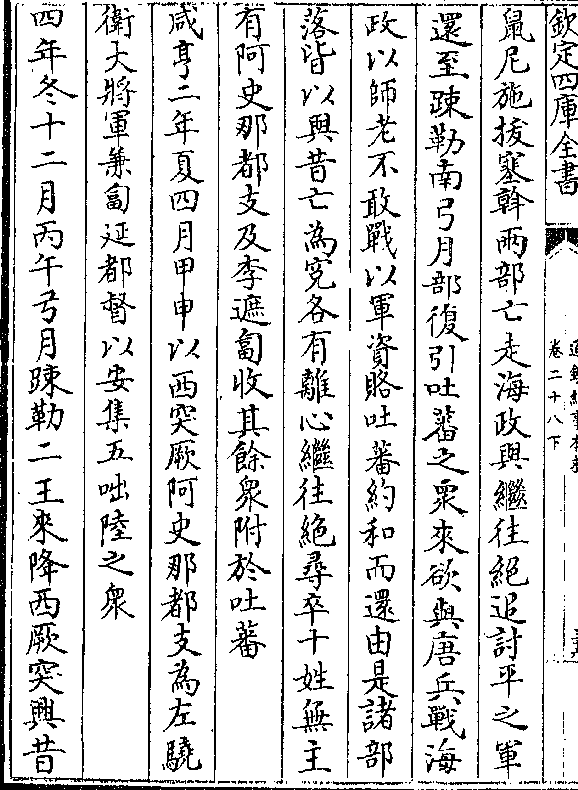 欽定四庫全書
通鑑紀事本末
卷二十八下
鼠尼施拔塞幹兩部亡走海政與繼往絕追討平之軍
還至踈勒南弓月部復引吐蕃之衆來欲與唐兵戰海
政以師老不敢戰以軍資賂吐蕃約和而還由是諸部
落皆以興昔亡為冤各有離心繼往絕尋卒十姓無主
有阿史那都支及李遮匐收其餘衆附於吐蕃
咸亨二年夏四月甲申以西突厥阿史那都支為左驍
衛大將軍兼匐延都督以安集五咄陸之衆
四年冬十二月丙午弓月踈勒二王來降西厥突興昔